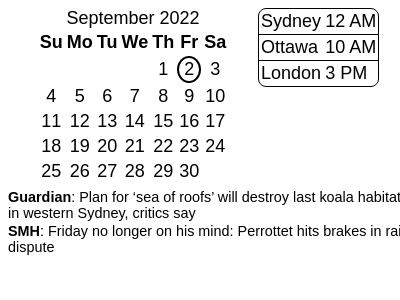 September 2022
Su Mo Tu We Th Fr Sa
1 2 3
4 5 6 7 8 9 10
11 12 13 14 15 16 17
18 19 20 21 22 23 24
25 26 27 28 29 30
Sydney 12 AM
Ottawa 10 AM
London 3 PM
Guardian: Plan for ‘sea of roofs’ will destroy last koala habitat
in western Sydney, critics say
SMH: Friday no longer on his mind: Perrottet hits brakes in rai
dispute